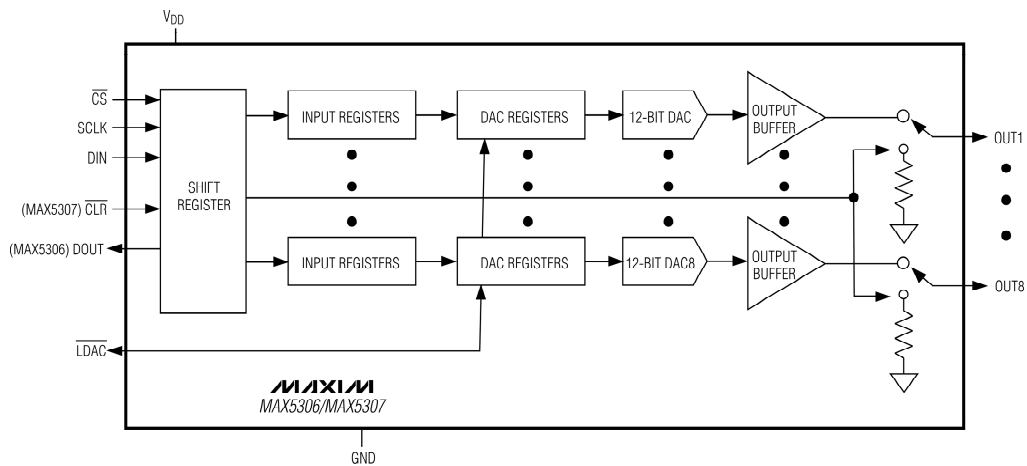 VDD
CS
SCLK
DIN
(MAX5307) CLR
(MAX5306) DOUT
LDAC
SHIFT
REGISTER
INPUT REGISTERS
DAC REGISTERS
12-BIT DAC
OUTPUT
BUFFER
OUT1
INPUT REGISTERS
DAC REGISTERS
12-BIT DAC8
OUTPUT
BUFFER
OUT8
MAXIM
MAX5306/MAX5307
GND